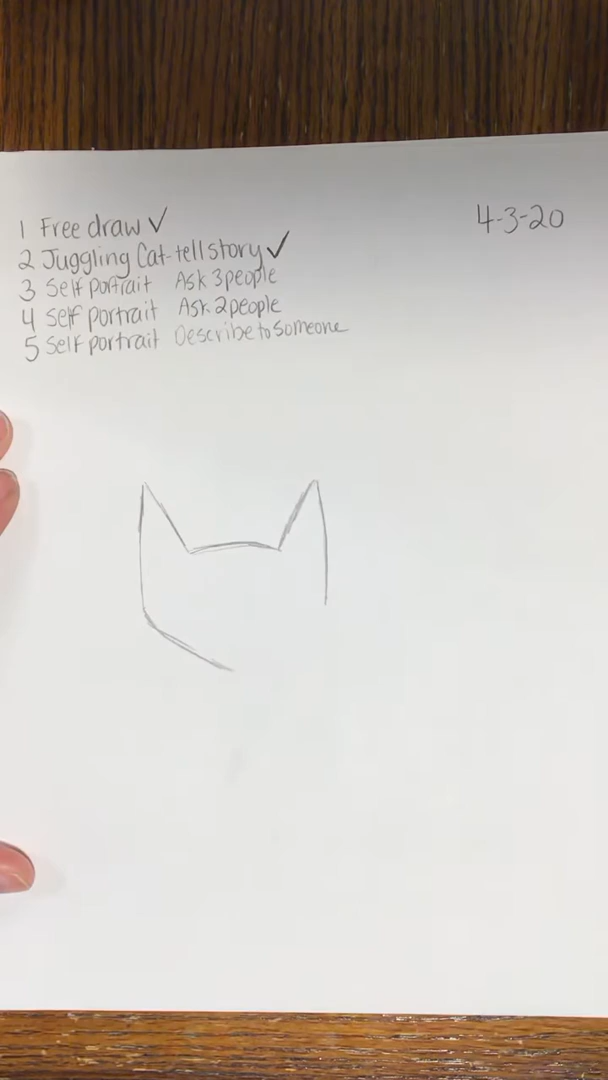 1 Free draw ✓
4-3-20
2 Juggling Cat-tell story ✓
3 Self portrait Ask 3 people
4 Self portrait Ask 2 people
5 Self portrait Describe to someone